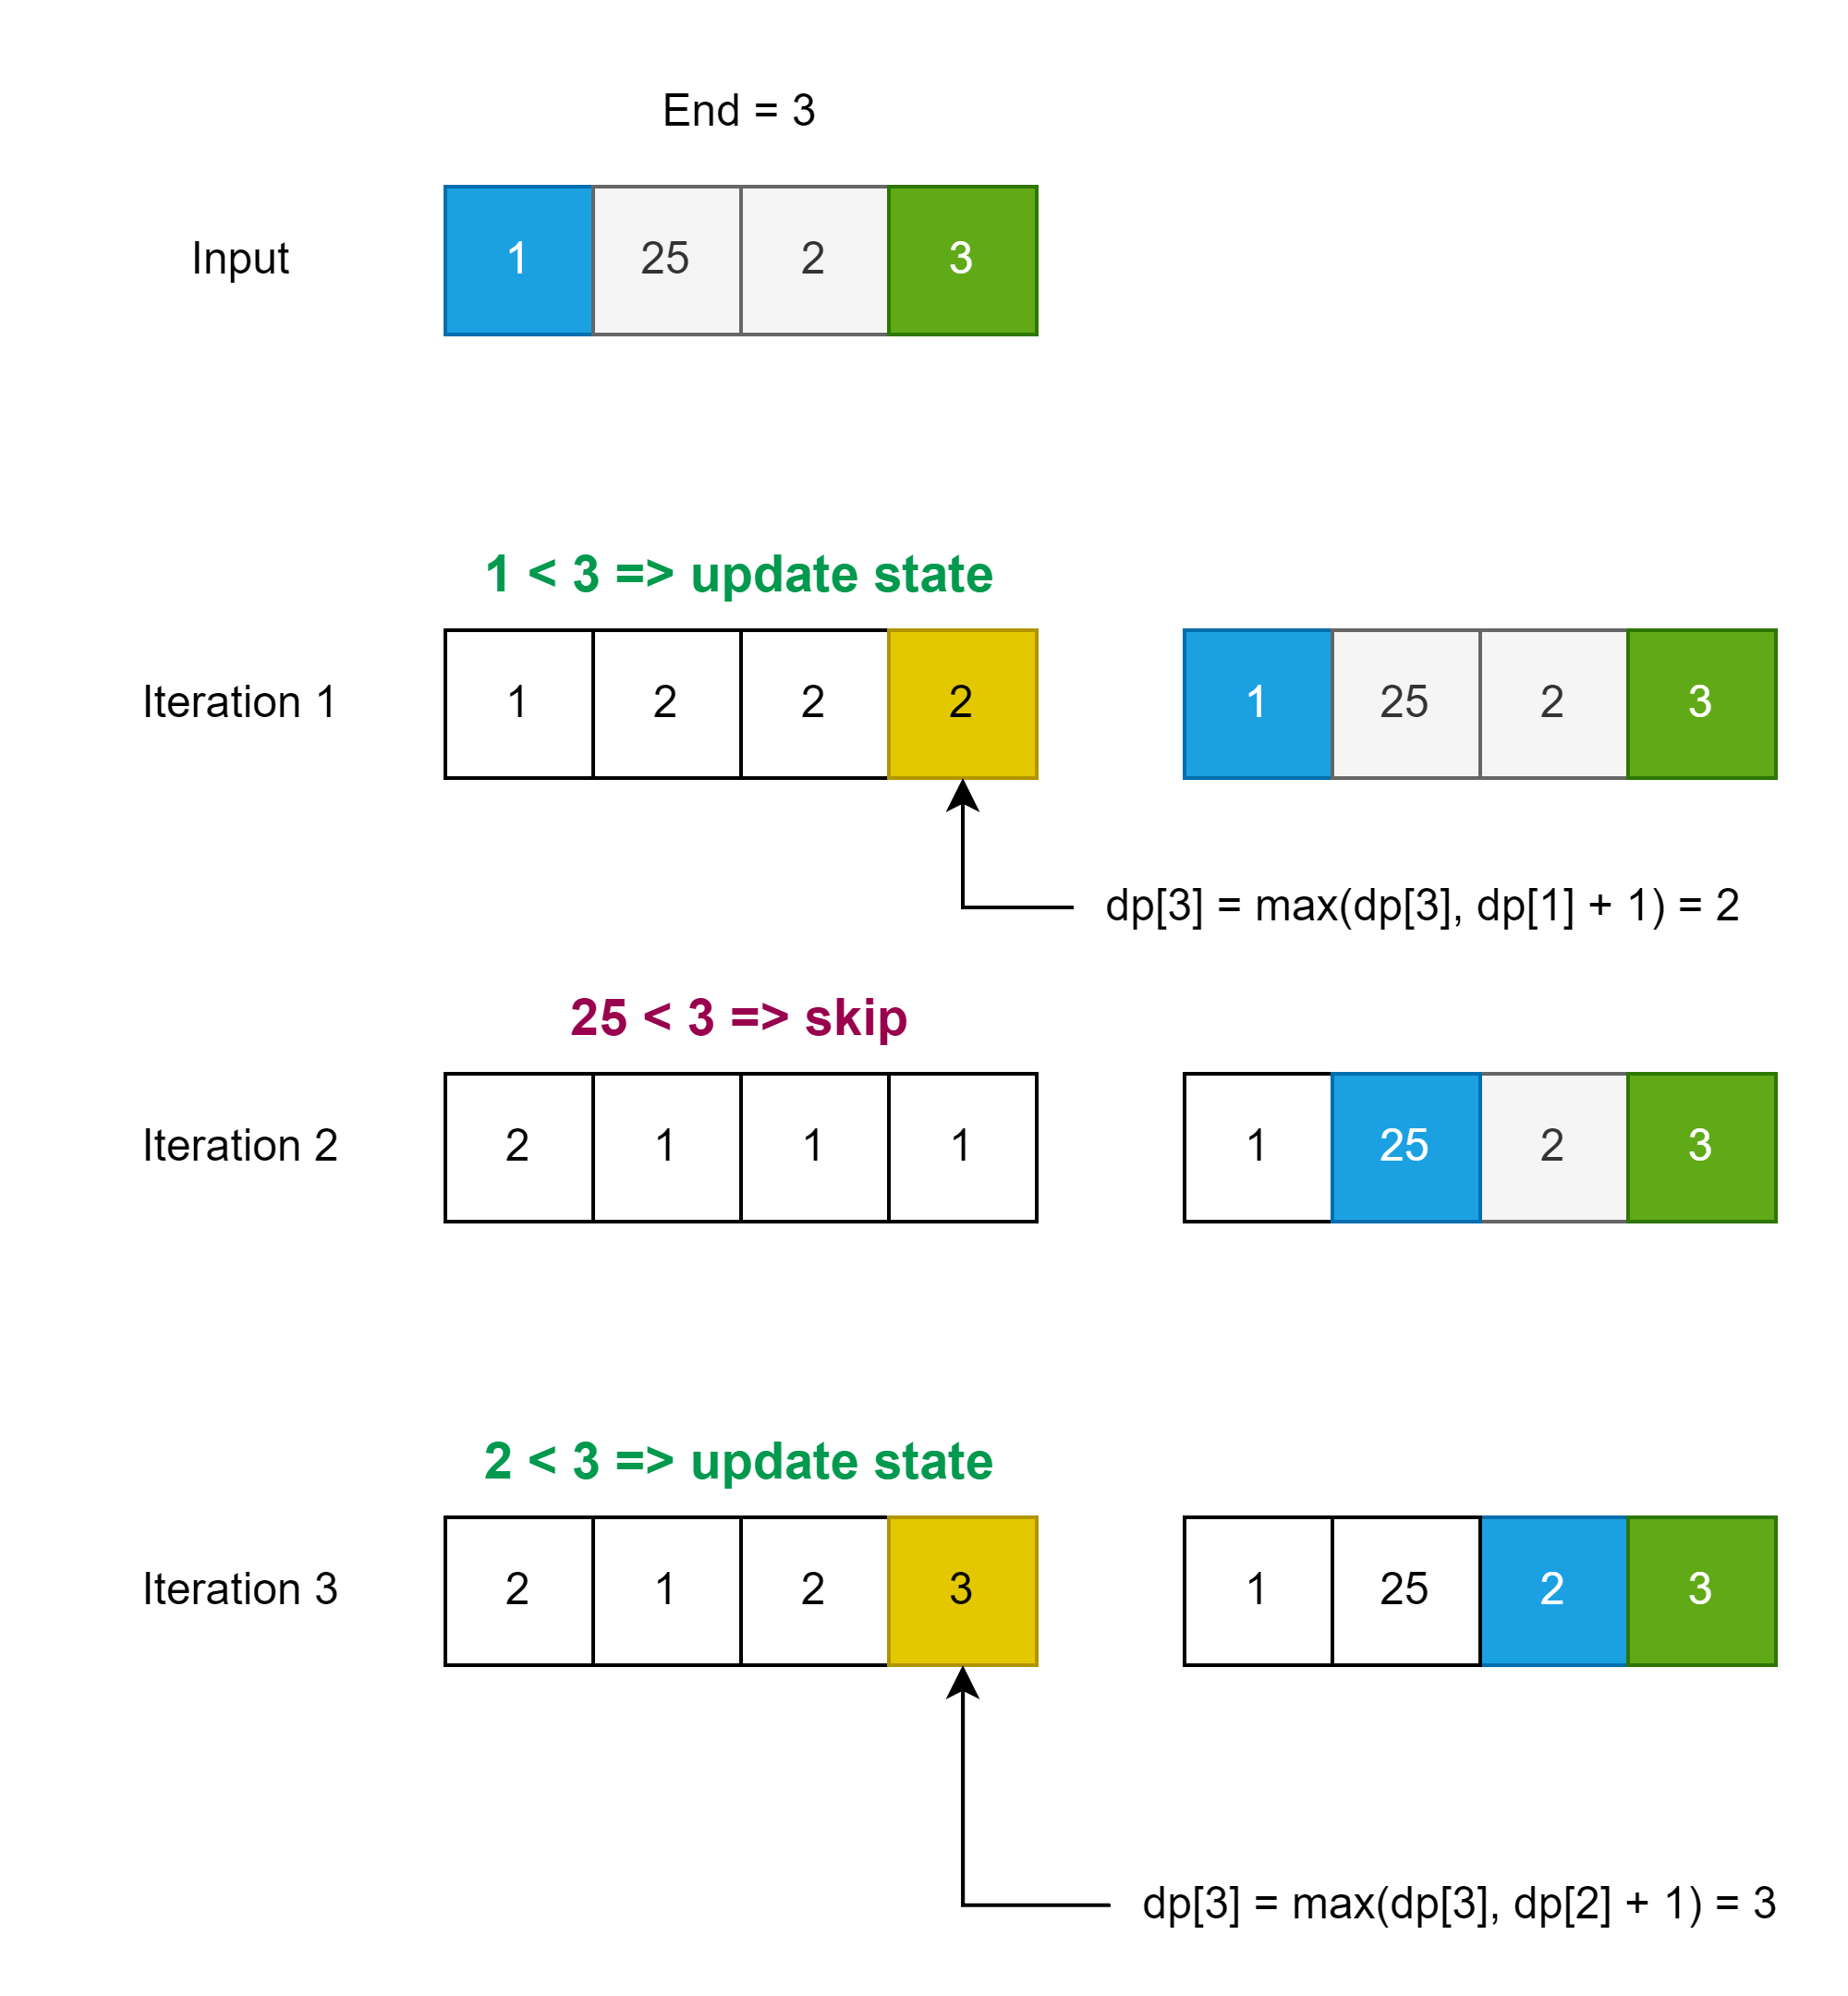 End = 3
Input
1 25 2 3
1 < 3 => update state
Iteration 1
1 2 2 2
1 25 2 3
dp[3] = max(dp[3], dp[1] + 1) = 2
25 < 3 => skip
Iteration 2
2 1 1 1
1 25 2 3
2 < 3 => update state
Iteration 3
2 1 2 3
1 25 2 3
dp[3] = max(dp[3], dp[2] + 1) = 3